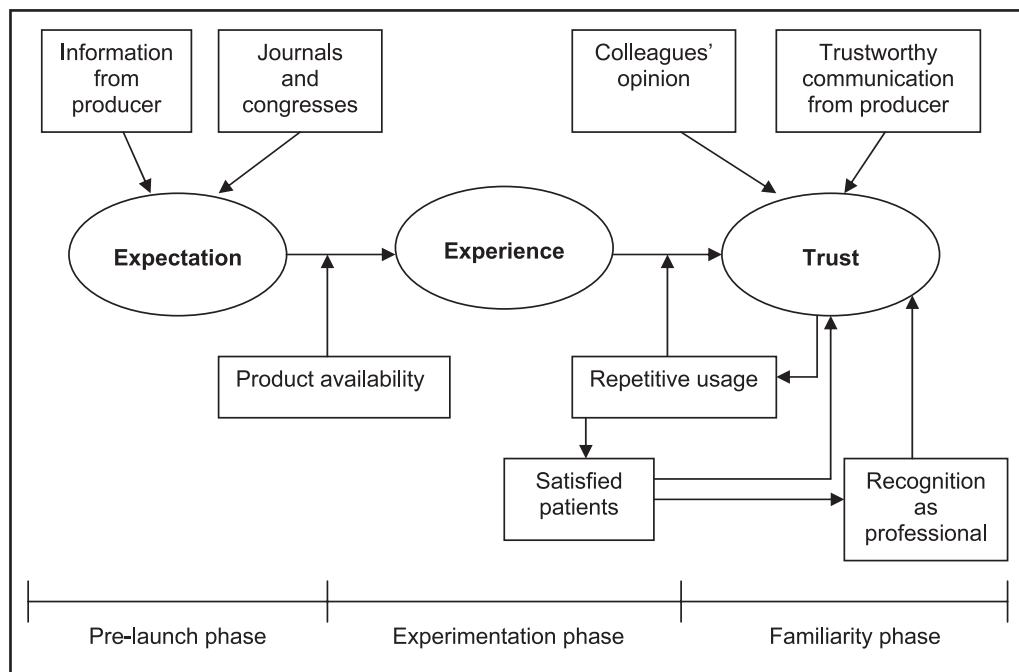 Information
from
producer
Journals
and
congresses
Colleagues'
opinion
Trustworthy
communication
from producer
Expectation
Experience
Trust
Product availability
Repetitive usage
Satisfied
patients
Recognition
as
professional
Pre-launch phase
Experimentation phase
Familiarity phase